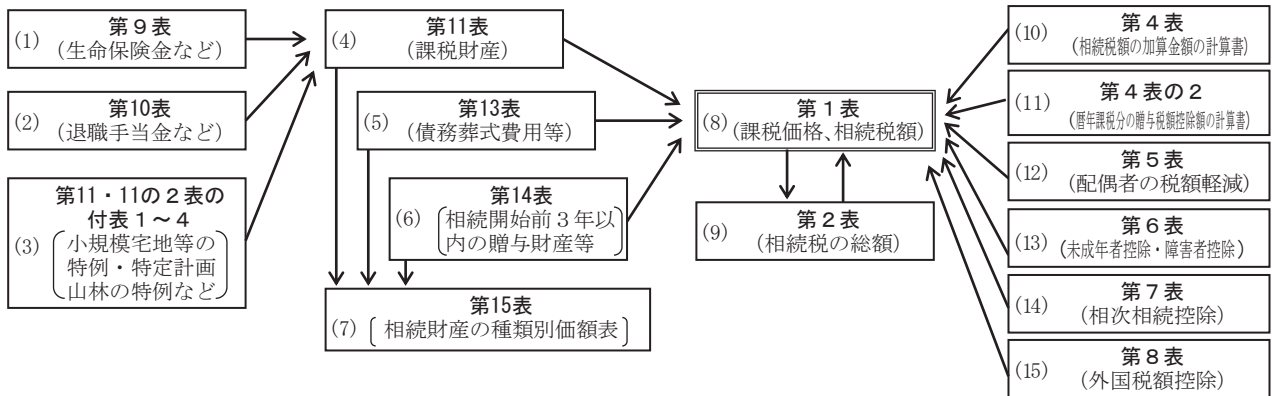 (1) 第９表
（生命保険金など）
(2) 第10表
（退職手当金など）
(3) 第11・11の２表の
付表１～４
小規模宅地等の
特例・特定計画
山林の特例など
(4) 第11表
（課税財産）
(5) 第13表
（債務葬式費用等）
(6) 第14表
相続開始前３年以
内の贈与財産等
(7) 第15表
相続財産の種類別価額表
(8) 第１表
（課税価格、相続税額）
(9) 第２表
（相続税の総額）
(10) 第４表
（相続税額の加算金額の計算書）
(11) 第４表の２
（暦年課税分の贈与税額控除額の計算書）
(12) 第５表
（配偶者の税額軽減）
(13) 第６表
（未成年者控除・障害者控除）
(14) 第７表
（相次相続控除）
(15) 第８表
（外国税額控除）